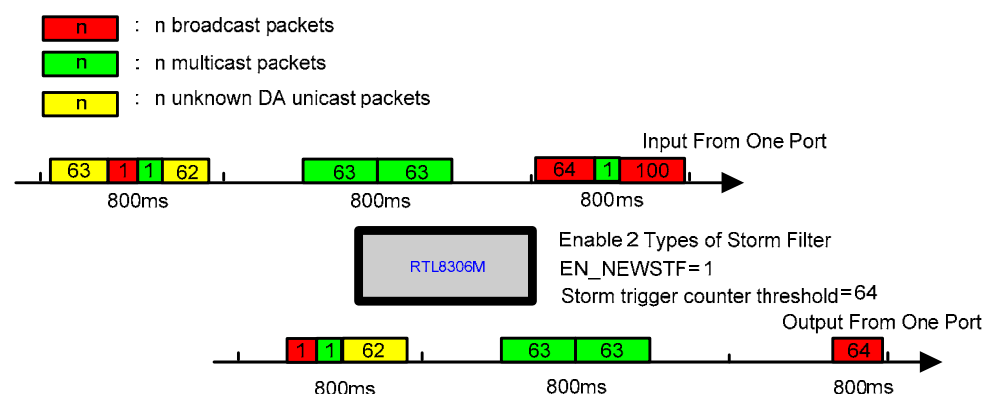 n : n broadcast packets
n : n multicast packets
n : n unknown DA unicast packets
Input From One Port
63 1 1 62 63 63 64 1 100
800ms 800ms 800ms
RTL8306M
Enable 2 Types of Storm Filter
EN_NEWSTF=1
Storm trigger counter threshold=64
Output From One Port
1 1 62 63 63 64
800ms 800ms 800ms